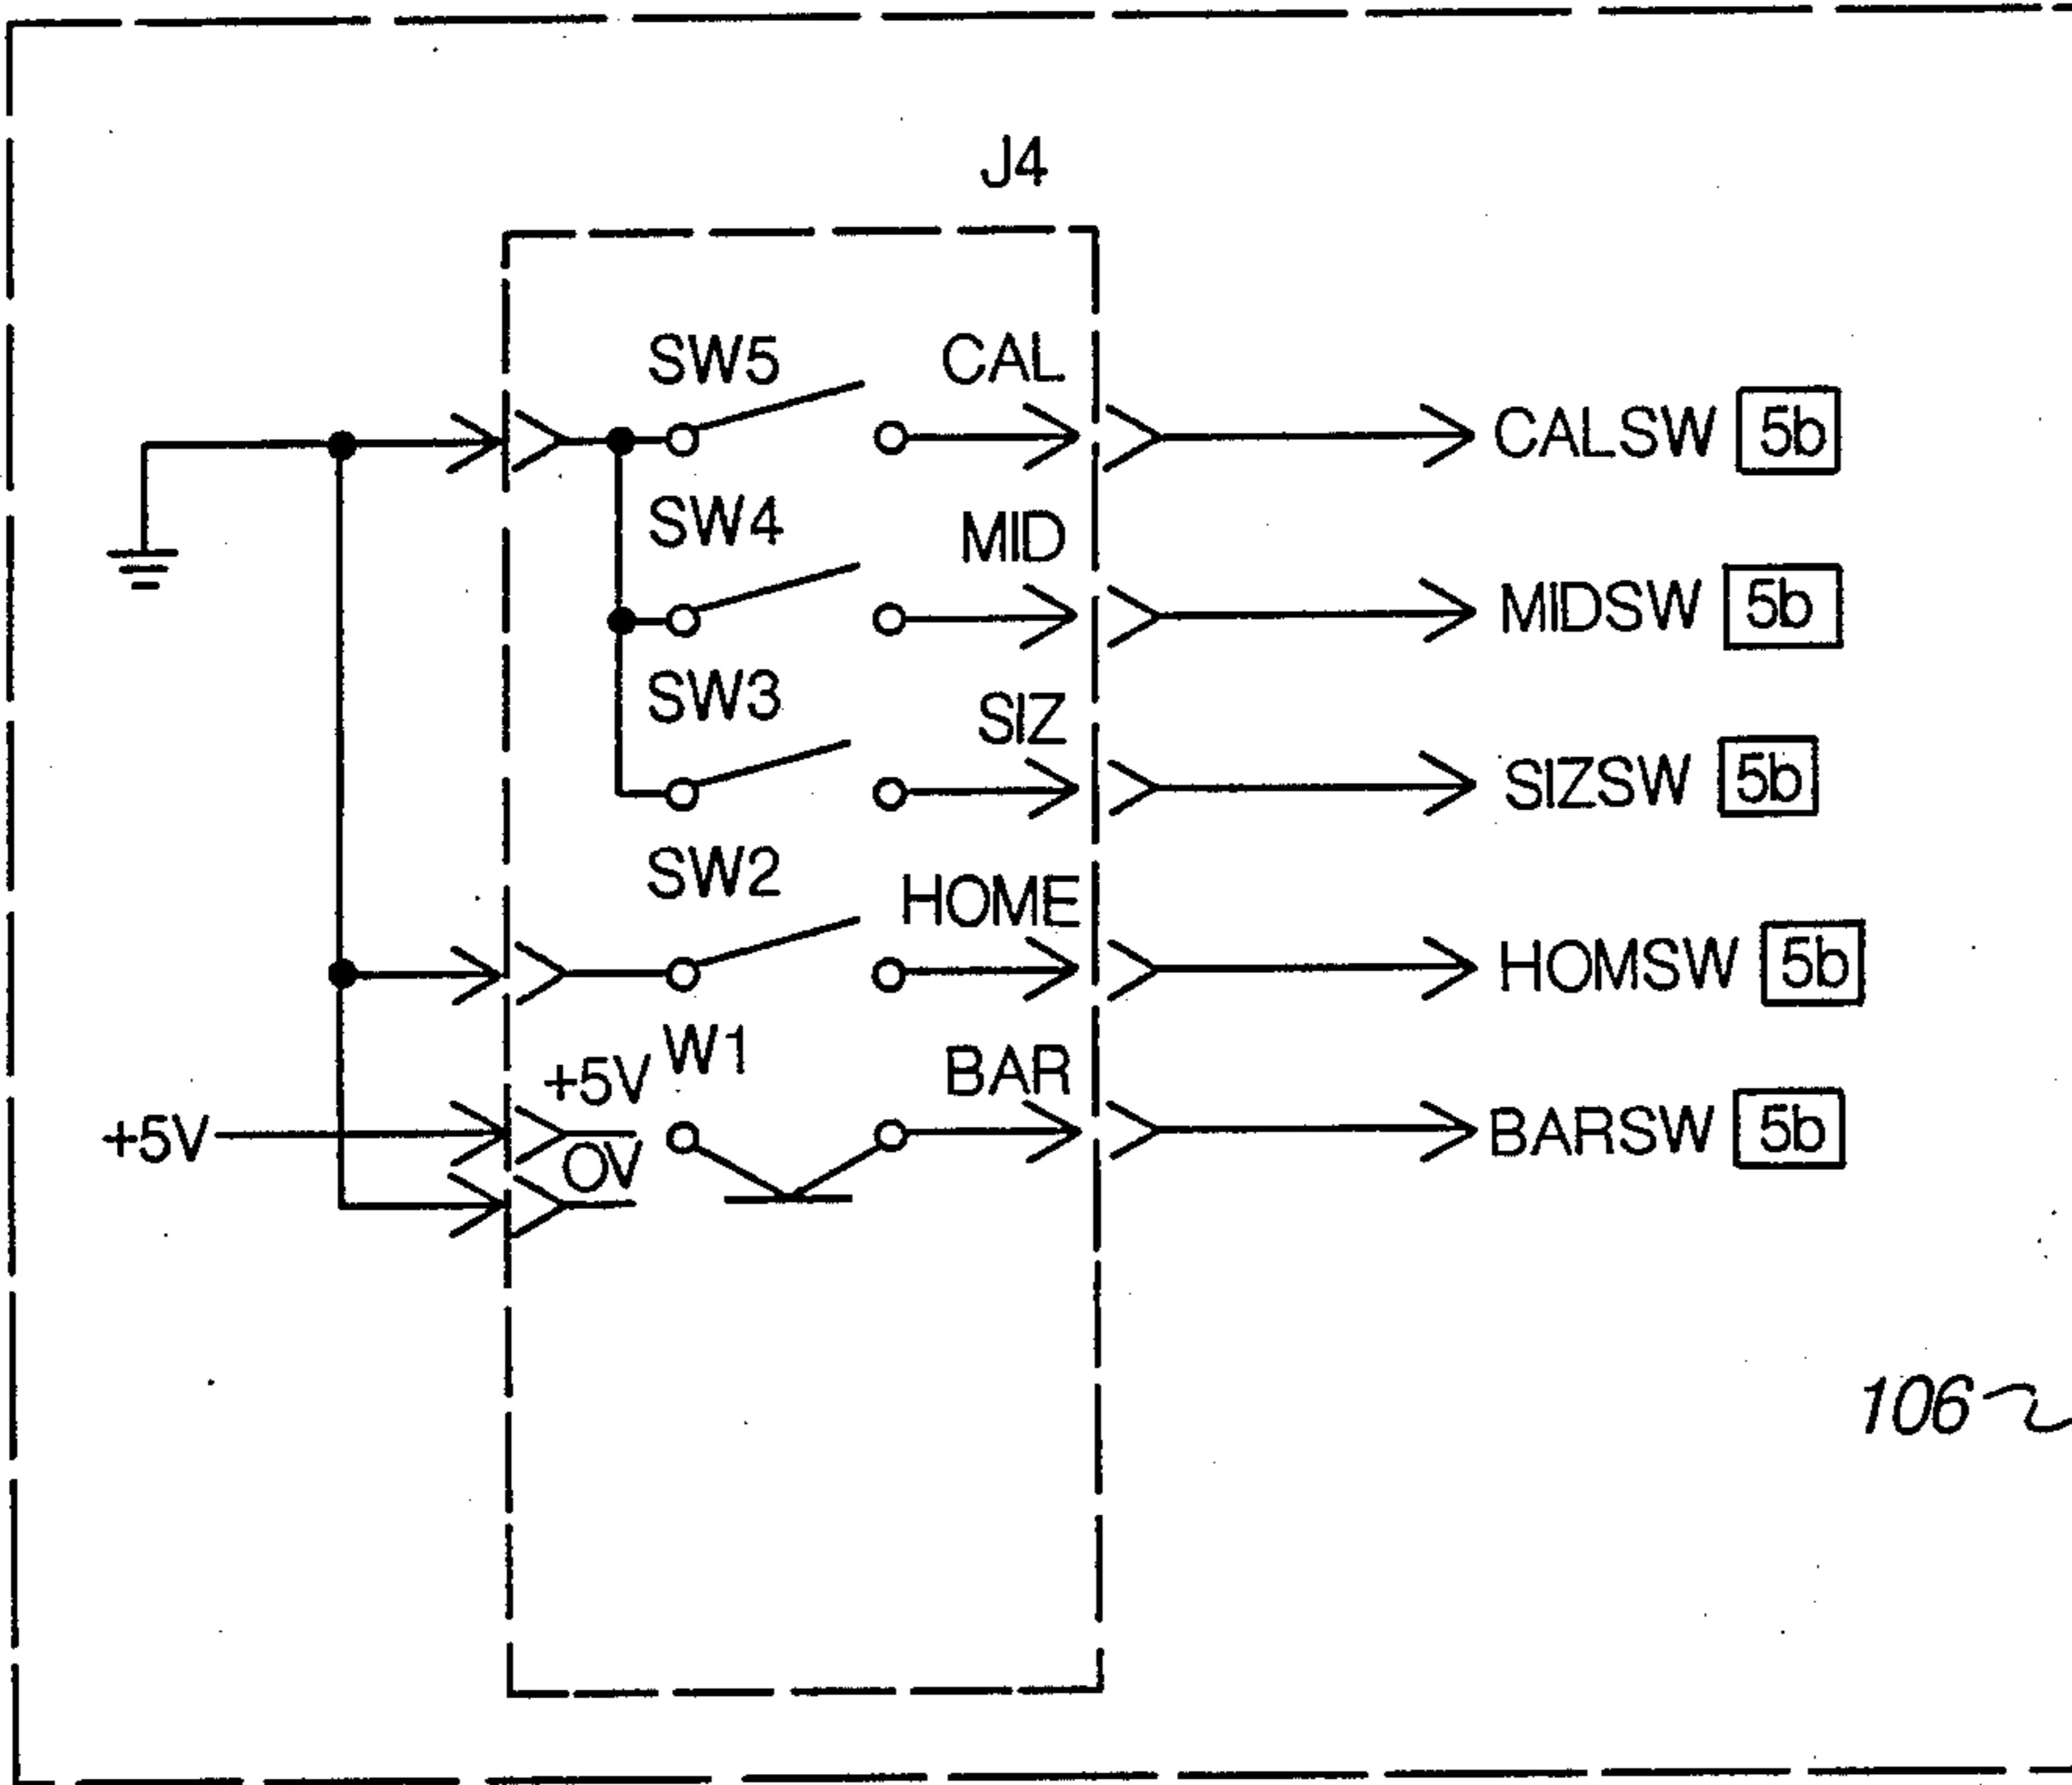 J4
SW5 CAL
CALSW 5b
SW4 MID
MIDSW 5b
SW3 SIZ
SIZSW 5b
SW2 HOME
HOMSW 5b
W1 BAR
+5V +5V
BARSW 5b
OV
106